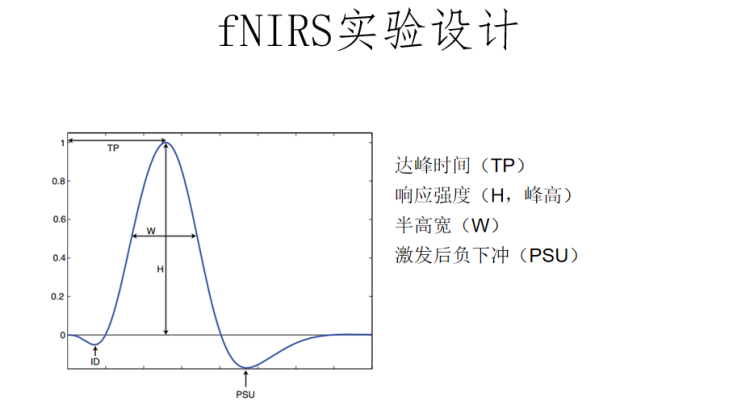 fNIRS实验设计
1
TP
0.8
0.6
W
0.4
H
0.2
0
ID
PSU
达峰时间（TP）
响应强度（H，峰高）
半高宽（W）
激发后负下冲（PSU）